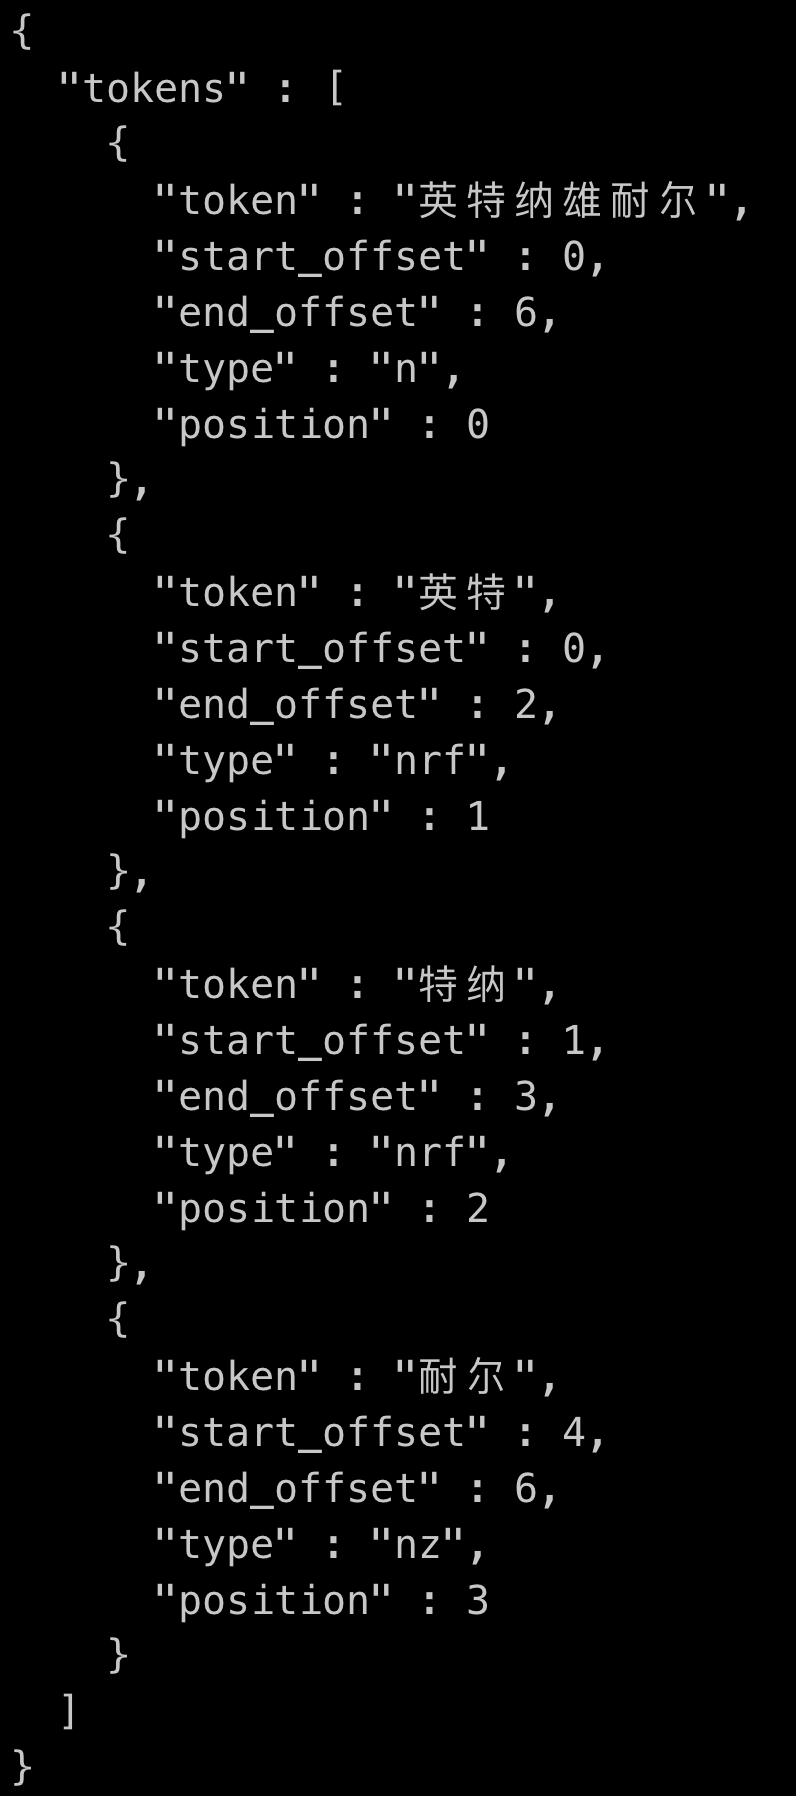 {
  "tokens" : [
    {
      "token" : "英特纳雄耐尔",
      "start_offset" : 0,
      "end_offset" : 6,
      "type" : "n",
      "position" : 0
    },
    {
      "token" : "英特",
      "start_offset" : 0,
      "end_offset" : 2,
      "type" : "nrf",
      "position" : 1
    },
    {
      "token" : "特纳",
      "start_offset" : 1,
      "end_offset" : 3,
      "type" : "nrf",
      "position" : 2
    },
    {
      "token" : "耐尔",
      "start_offset" : 4,
      "end_offset" : 6,
      "type" : "nz",
      "position" : 3
    }
  ]
}